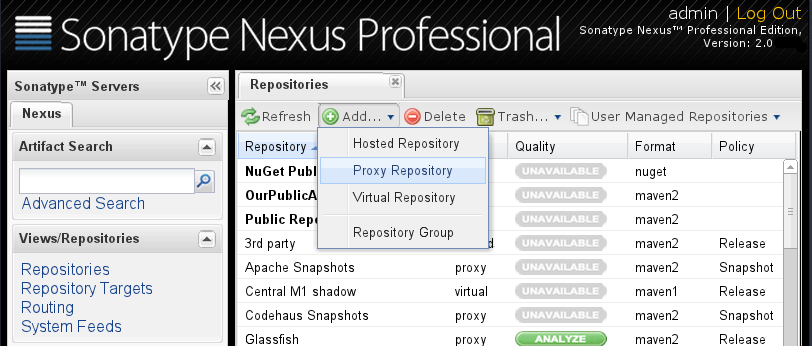 admin | Log Out
Sonatype Nexus Professional
Sonatype Nexus™ Professional Edition,
Version: 2.0
Sonatype™ Servers
Nexus
Artifact Search
Advanced Search
Views/Repositories
Repositories
Repository Targets
Routing
System Feeds
Repositories
Refresh Add... Delete Trash... User Managed Repositories
Repository Quality Format Policy
Hosted Repository
Proxy Repository
Virtual Repository
Repository Group
NuGet Publ UNAVAILABLE nuget
OurPublicA UNAVAILABLE maven2
Public Repo UNAVAILABLE maven2
3rd party d UNAVAILABLE maven2 Release
Apache Snapshots proxy UNAVAILABLE maven2 Snapshot
Central M1 shadow virtual UNAVAILABLE maven1 Release
Codehaus Snapshots proxy UNAVAILABLE maven2 Snapshot
Glassfish proxy ANALYZE maven2 Release